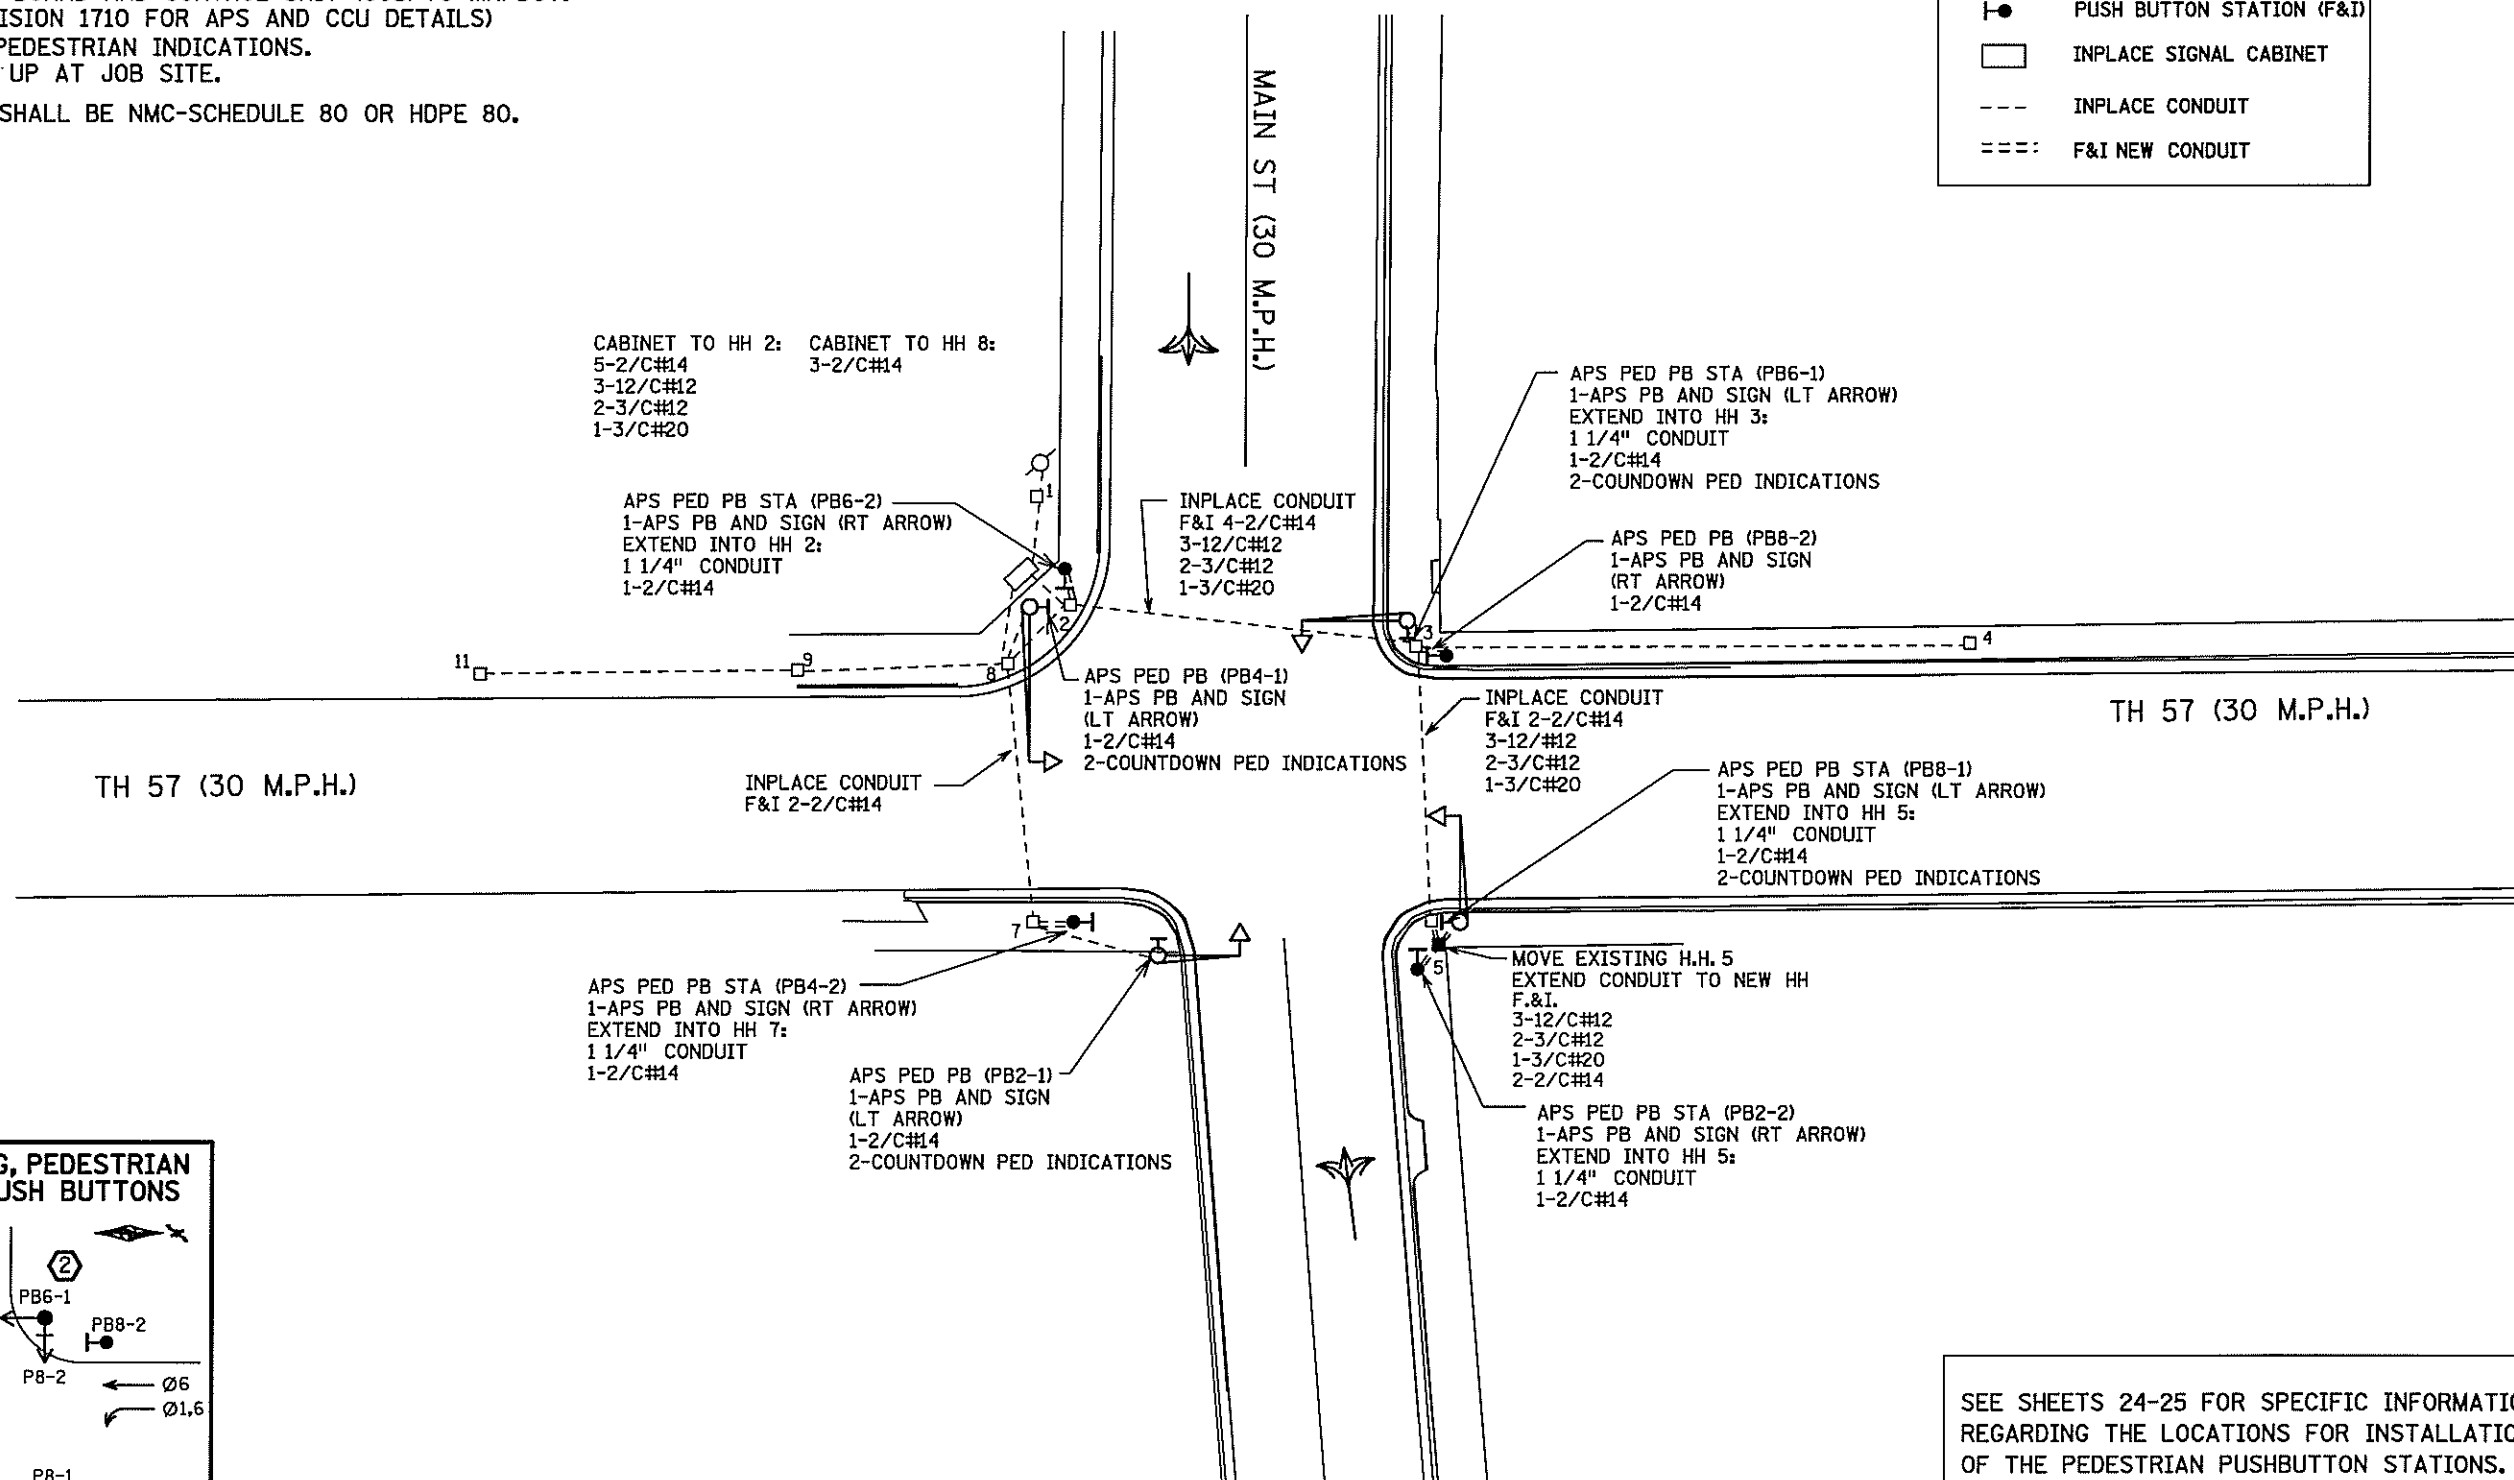 ISION 1710 FOR APS AND CCU DETAILS)
PEDESTRIAN INDICATIONS.
UP AT JOB SITE.
SHALL BE NMC-SCHEDULE 80 OR HDPE 80.
PUSH BUTTON STATION (F&I)
INPLACE SIGNAL CABINET
INPLACE CONDUIT
F&I NEW CONDUIT
MAIN ST (30 M.P.H.)
CABINET TO HH 2:
5-2/C#14
3-12/C#12
2-3/C#12
1-3/C#20
CABINET TO HH 8:
3-2/C#14
APS PED PB STA (PB6-1)
1-APS PB AND SIGN (LT ARROW)
EXTEND INTO HH 3:
1 1/4" CONDUIT
1-2/C#14
2-COUNDOWN PED INDICATIONS
APS PED PB STA (PB6-2)
1-APS PB AND SIGN (RT ARROW)
EXTEND INTO HH 2:
1 1/4" CONDUIT
1-2/C#14
INPLACE CONDUIT
F&I 4-2/C#14
3-12/C#12
2-3/C#12
1-3/C#20
APS PED PB (PB8-2)
1-APS PB AND SIGN
(RT ARROW)
1-2/C#14
1
2
3
4
11
9
8
APS PED PB (PB4-1)
1-APS PB AND SIGN
(LT ARROW)
1-2/C#14
2-COUNTDOWN PED INDICATIONS
INPLACE CONDUIT
F&I 2-2/C#14
3-12/#12
2-3/C#12
1-3/C#20
TH 57 (30 M.P.H.)
TH 57 (30 M.P.H.)
INPLACE CONDUIT
F&I 2-2/C#14
APS PED PB STA (PB8-1)
1-APS PB AND SIGN (LT ARROW)
EXTEND INTO HH 5:
1 1/4" CONDUIT
1-2/C#14
2-COUNTDOWN PED INDICATIONS
7
5
MOVE EXISTING H.H. 5
EXTEND CONDUIT TO NEW HH
F.&I.
3-12/C#12
2-3/C#12
1-3/C#20
2-2/C#14
APS PED PB STA (PB4-2)
1-APS PB AND SIGN (RT ARROW)
EXTEND INTO HH 7:
1 1/4" CONDUIT
1-2/C#14
APS PED PB (PB2-1)
1-APS PB AND SIGN
(LT ARROW)
1-2/C#14
2-COUNTDOWN PED INDICATIONS
APS PED PB STA (PB2-2)
1-APS PB AND SIGN (RT ARROW)
EXTEND INTO HH 5:
1 1/4" CONDUIT
1-2/C#14
G, PEDESTRIAN
USH BUTTONS
2
PB6-1
PB8-2
P8-2
Ø6
Ø1,6
P8-1
SEE SHEETS 24-25 FOR SPECIFIC INFORMATIO
REGARDING THE LOCATIONS FOR INSTALLATIO
OF THE PEDESTRIAN PUSHBUTTON STATIONS.